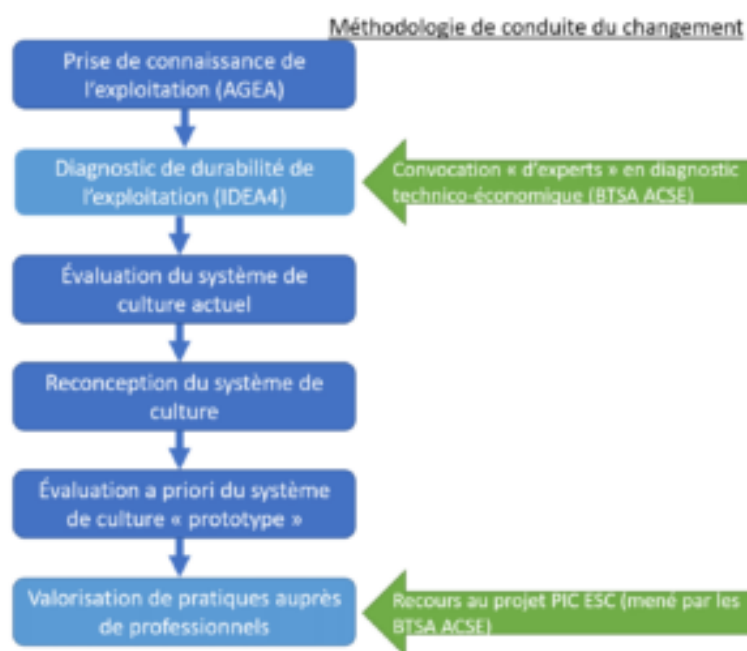 Méthodologie de conduite du changement
Prise de connaissance de
l'exploitation (AGEA)
Diagnostic de durabilité de
l'exploitation (IDEA4)
Convocation « d'experts » en diagnostic
technico-économique (BTSA ACSE)
Évaluation du système de
culture actuel
Reconception du système de
culture
Évaluation a priori du système
de culture « prototype »
Valorisation de pratiques auprès
de professionnels
Recours au projet PIC ESC (mené par les
BTSA ACSE)